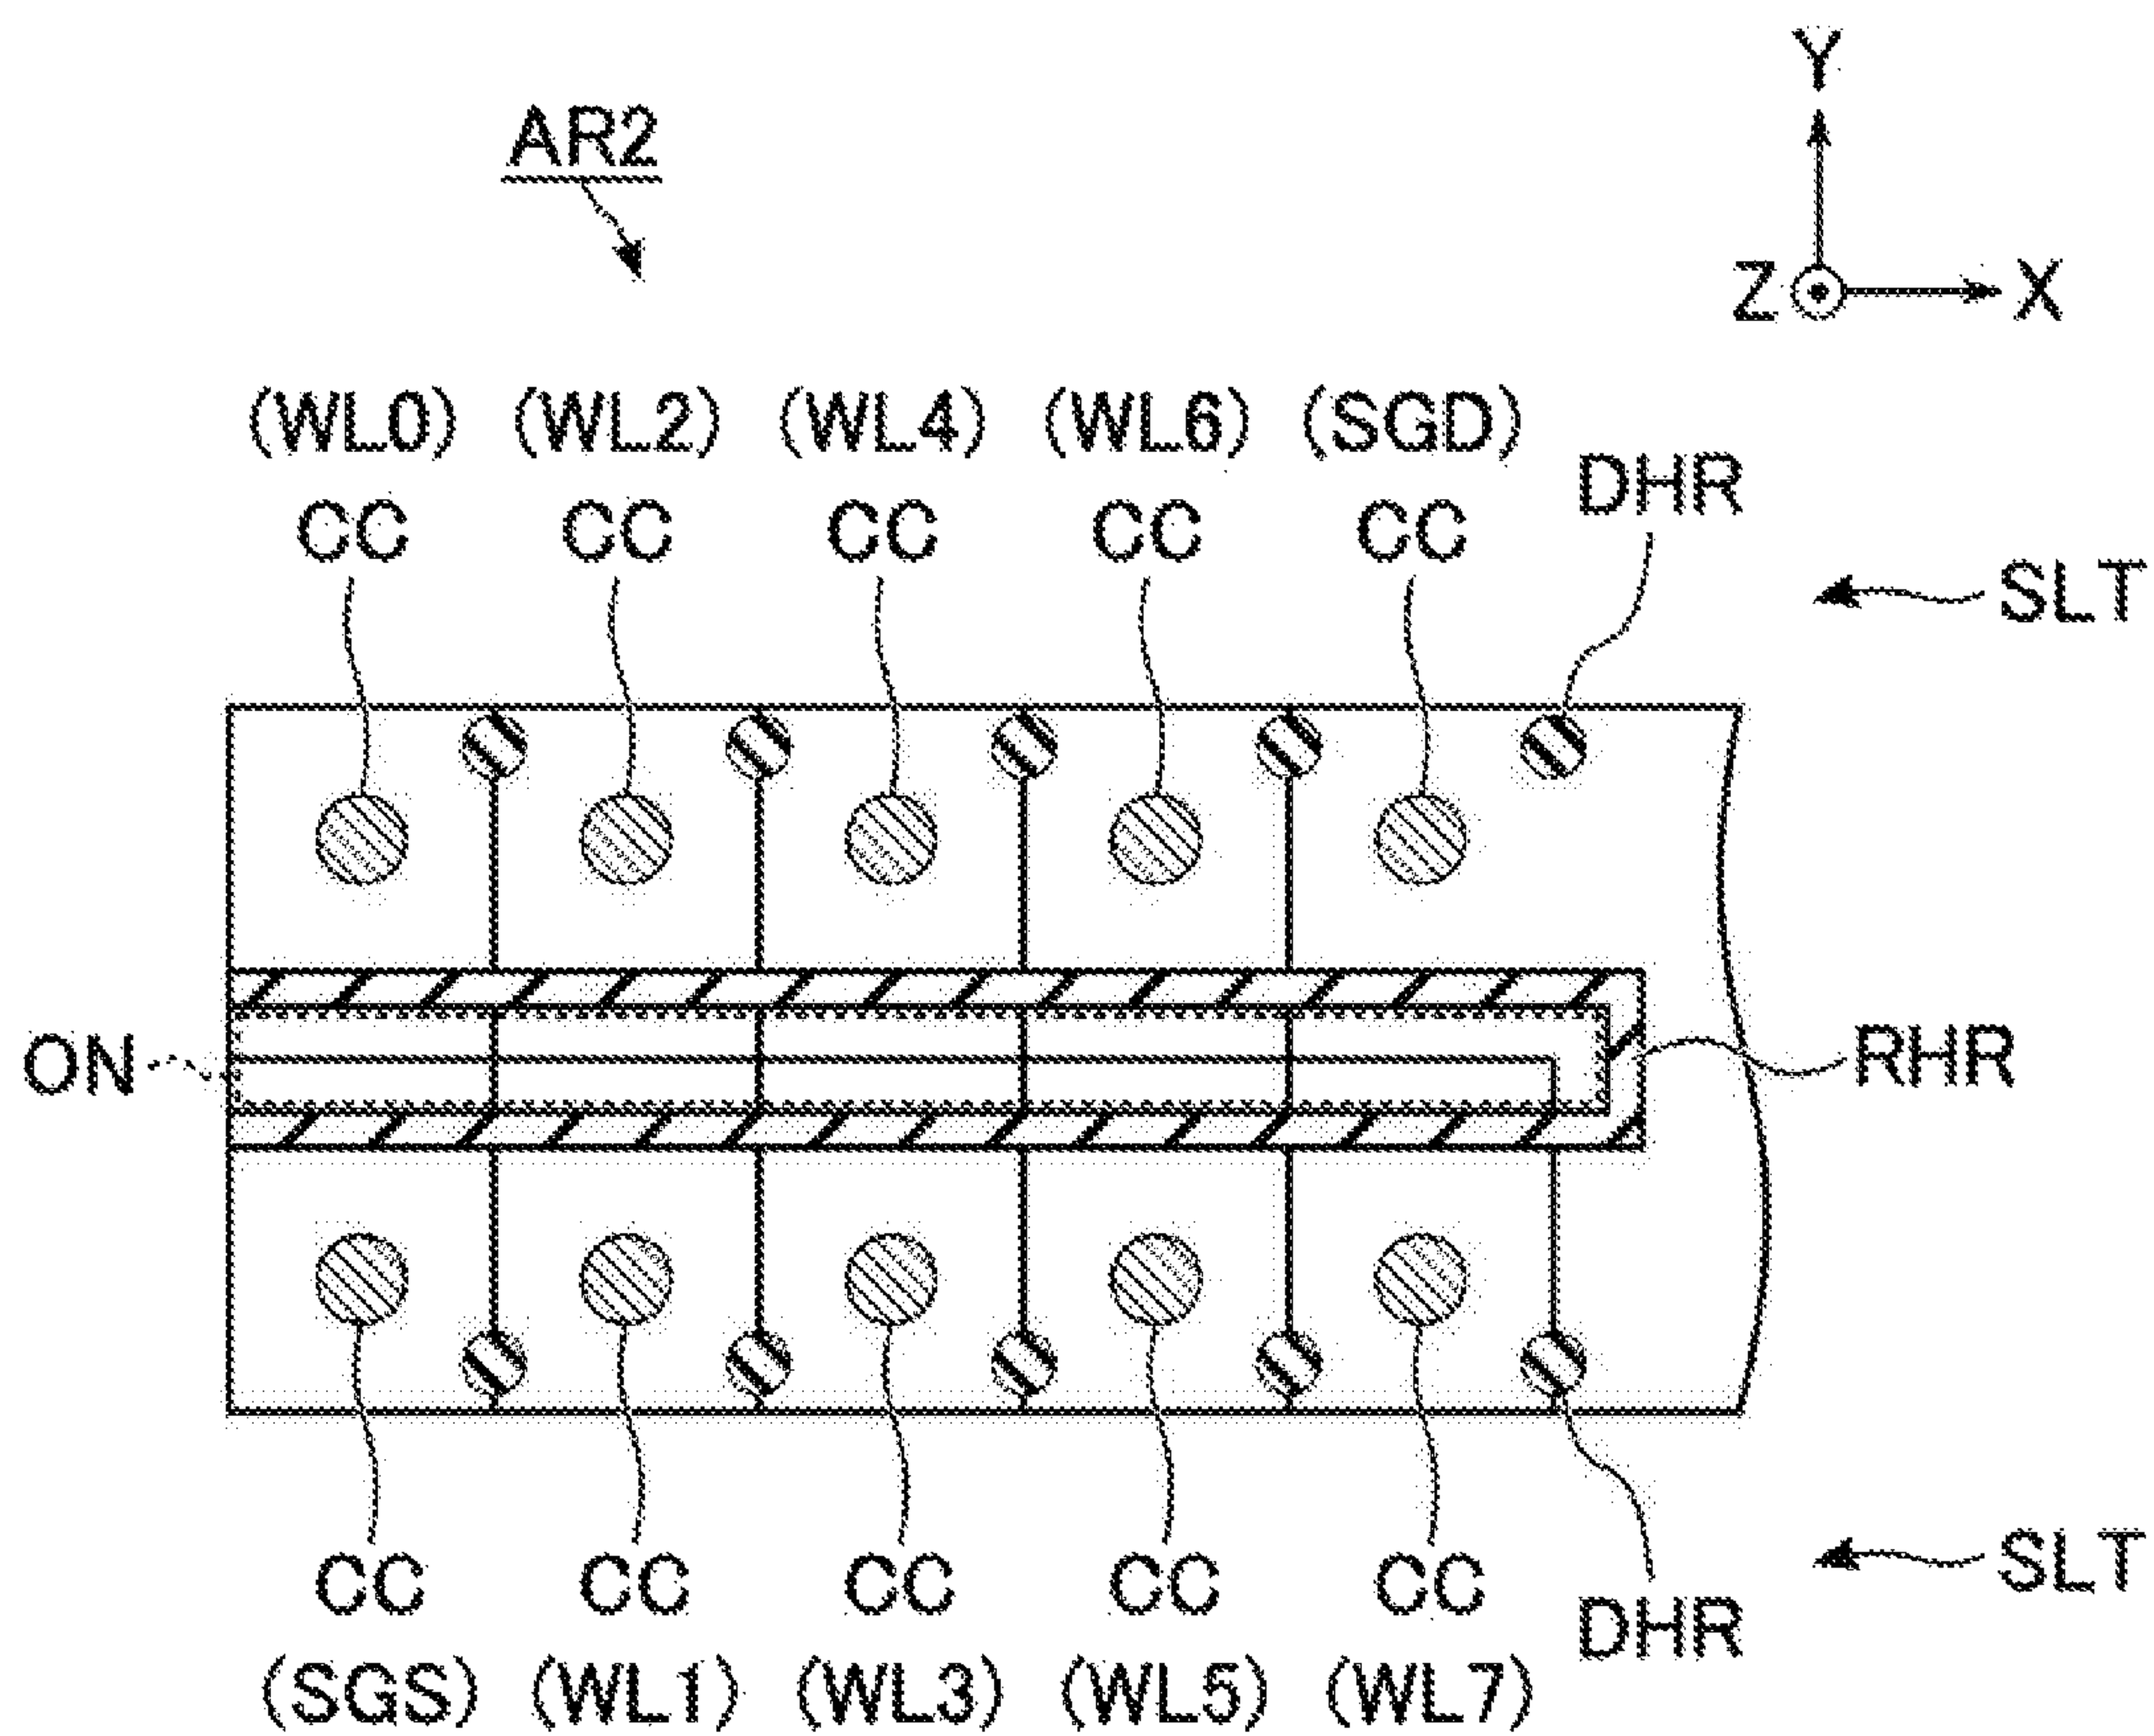 Y
AR2
Z X
(WL0) (WL2) (WL4) (WL6) (SGD)
DHR
CC CC CC CC CC
SLT
ON
RHR
CC CC CC CC CC
SLT
DHR
(SGS) (WL1) (WL3) (WL5) (WL7)